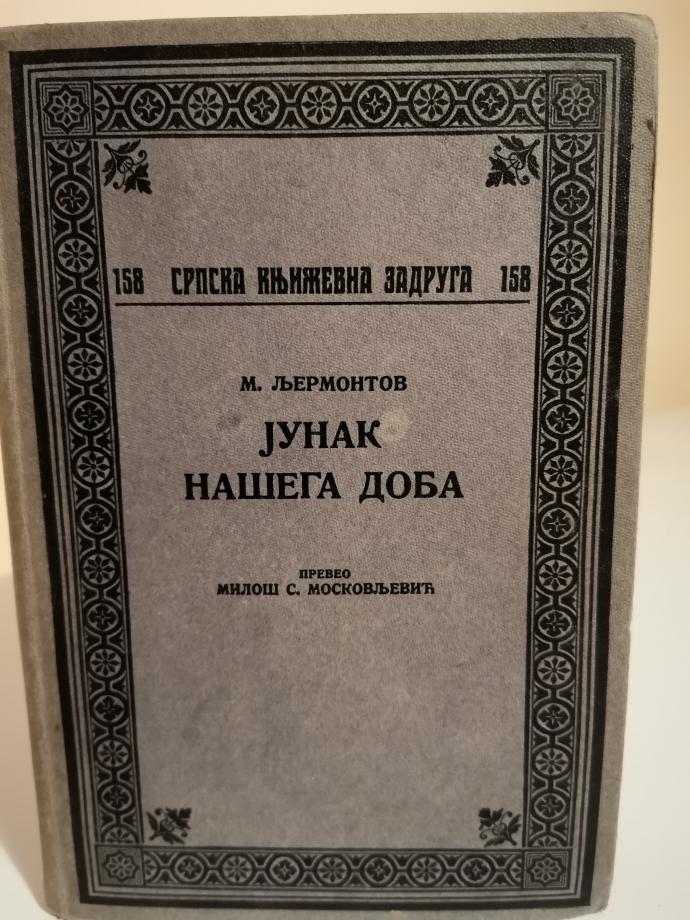 158 СРПСКА КЊИЖЕВНА ЗАДРУГА 158
М. ЉЕРМОНТОВ
ЈУНАК
НАШЕГА ДОБА
ПРЕВЕО
МИЛОШ С. МОСКОВЉЕВИЋ